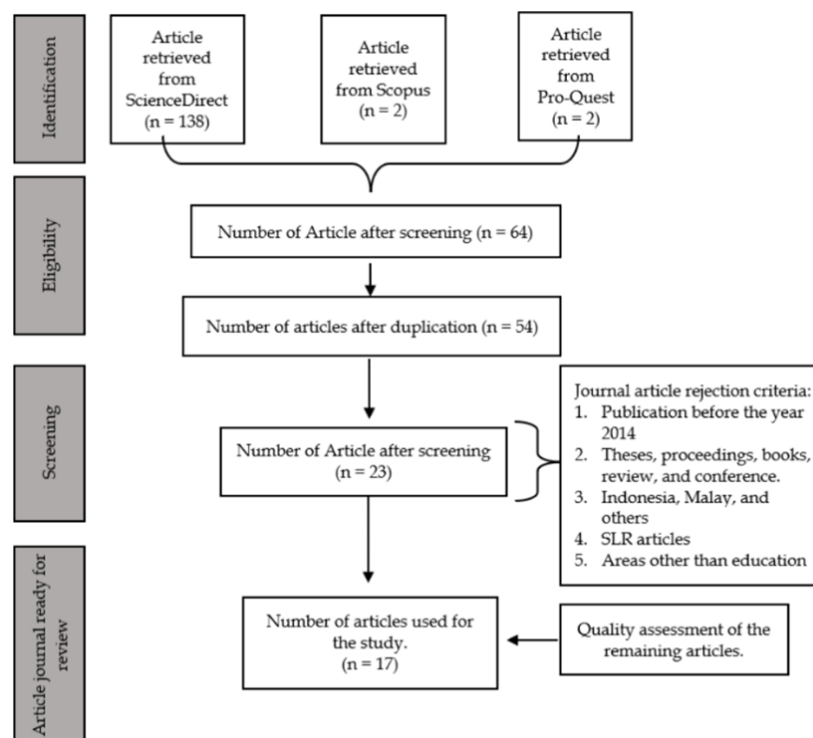 Identification
Article
retrieved
from
ScienceDirect
(n = 138)
Article
retrieved
from Scopus
(n = 2)
Article
retrieved
from
Pro-Quest
(n = 2)
Eligibility
Number of Article after screening (n = 64)
Number of articles after duplication (n = 54)
Screening
Number of Article after screening
(n = 23)
Journal article rejection criteria:
1. Publication before the year
2014
2. Theses, proceedings, books,
review, and conference.
3. Indonesia, Malay, and
others
4. SLR articles
5. Areas other than education
Article journal ready for
review
Number of articles used for
the study.
(n = 17)
Quality assessment of the
remaining articles.